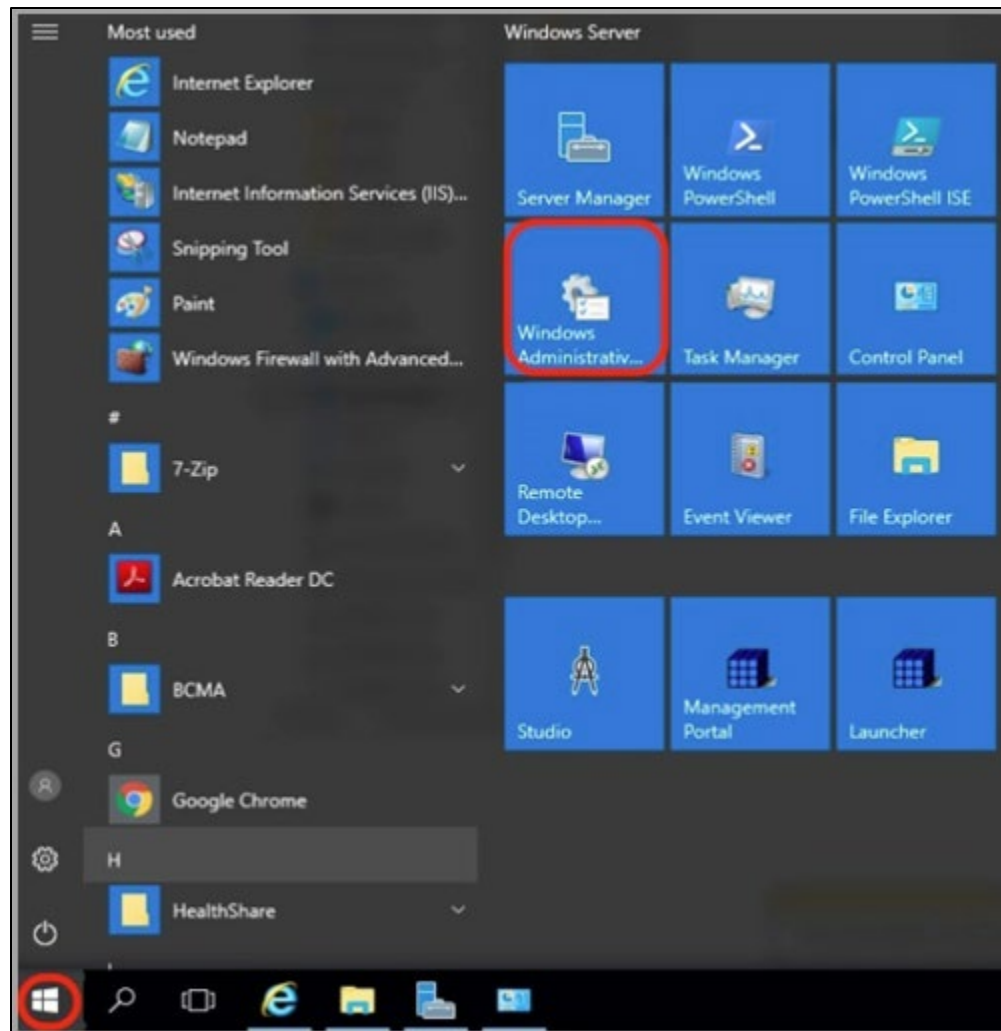 Most used
Internet Explorer
Notepad
Internet Information Services (IIS)...
Snipping Tool
Paint
Windows Firewall with Advanced...
#
7-Zip
A
Acrobat Reader DC
B
BCMA
G
Google Chrome
H
HealthShare
Windows Server
Server Manager
Windows
PowerShell
Windows
PowerShell ISE
Windows
Administrativ...
Task Manager
Control Panel
Remote
Desktop...
Event Viewer
File Explorer
Studio
Management
Portal
Launcher